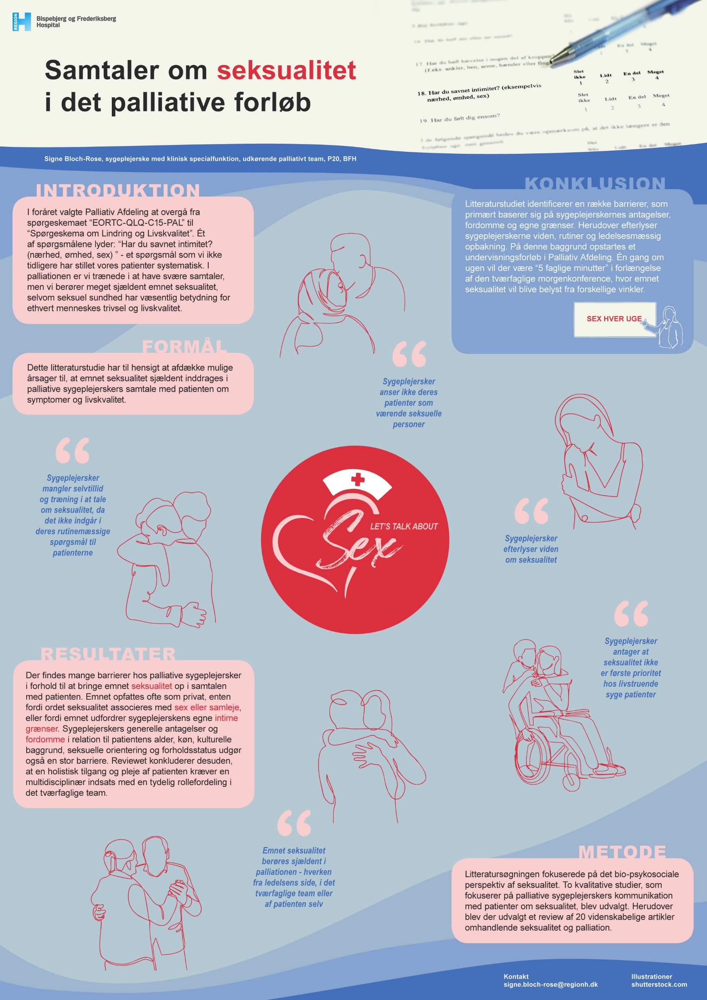 REGION
Bispebjerg og Frederiksberg
Hospital
Samtaler om seksualitet
i det palliative forløb
17. Har du haft hævelse i nogen del af kroppen?
(f.eks. ankler, ben, arme, hænder eller
18. Har du savnet intimitet? (eksempelvis
nærhed, ømhed, sex)
Slet
ikke
Lidt
En del
Meget
1
2
3
4
19. Har du følt dig ensom?
Slet
ikke
Lidt
En del
Meget
1
2
3
4
I de følgende spørgsmål bedes du være opmærksom på, at det ikke længere er den
Signe Bloch-Rose, sygeplejerske med klinisk specialfunktion, udkørende palliativt team, P20, BFH
INTRODUKTION
I foråret valgte Palliativ Afdeling at overgå fra
spørgeskemaet “EORTC-QLQ-C15-PAL” til
“Spørgeskema om Lindring og Livskvalitet”. Ét
af spørgsmålene lyder: “Har du savnet intimitet?
(nærhed, ømhed, sex) ” - et spørgsmål som vi ikke
tidligere har stillet vores patienter systematisk. I
palliationen er vi trænede i at have svære samtaler,
men vi berører meget sjældent emnet seksualitet,
selvom seksuel sundhed har væsentlig betydning for
ethvert menneskes trivsel og livskvalitet.
FORMÅL
Dette litteraturstudie har til hensigt at afdække mulige
årsager til, at emnet seksualitet sjældent inddrages i
palliative sygeplejerskers samtale med patienten om
symptomer og livskvalitet.
KONKLUSION
Litteraturstudiet identificerer en række barrierer, som
primært baserer sig på sygeplejerskernes antagelser,
fordomme og egne grænser. Herudover efterlyser
sygeplejerskerne viden, rutiner og ledelsesmæssig
opbakning. På denne baggrund opstartes et
undervisningsforløb i Palliativ Afdeling. Én gang om
ugen vil der være “5 faglige minutter” i forlængelse
af den tværfaglige morgenkonference, hvor emnet
seksualitet vil blive belyst fra forskellige vinkler.
SEX HVER UGE
“
Sygeplejersker
anser ikke deres
patienter som
værende seksuelle
personer
“
Sygeplejersker
mangler selvtillid
og træning i at tale
om seksualitet, da
det ikke indgår i
deres rutinemæssige
spørgsmål til
patienterne
LET'S TALK ABOUT
Sex
“
Sygeplejersker
efterlyser viden
om seksualitet
“
Sygeplejersker
antager at
seksualitet ikke
er første prioritet
hos livstruende
syge patienter
RESULTATER
Der findes mange barrierer hos palliative sygeplejersker
i forhold til at bringe emnet seksualitet op i samtalen
med patienten. Emnet opfattes ofte som privat, enten
fordi ordet seksualitet associeres med sex eller samleje,
eller fordi emnet udfordrer sygeplejerskens egne intime
grænser. Sygeplejerskers generelle antagelser og
fordomme i relation til patientens alder, køn, kulturelle
baggrund, seksuelle orientering og forholdsstatus udgør
også en stor barriere. Reviewet konkluderer desuden,
at en holistisk tilgang og pleje af patienten kræver en
multidisciplinær indsats med en tydelig rollefordeling i
det tværfaglige team.
“
Emnet seksualitet
berøres sjældent i
palliationen - hverken
fra ledelsens side, i det
tværfaglige team eller
af patienten selv
METODE
Litteratursøgningen fokuserede på det bio-psykosociale
perspektiv af seksualitet. To kvalitative studier, som
fokuserer på palliative sygeplejerskers kommunikation
med patienter om seksualitet, blev udvalgt. Herudover
blev der udvalgt et review af 20 videnskabelige artikler
omhandlende seksualitet og palliation.
Kontakt
signe.bloch-rose@regionh.dk
Illustrationer
shutterstock.com